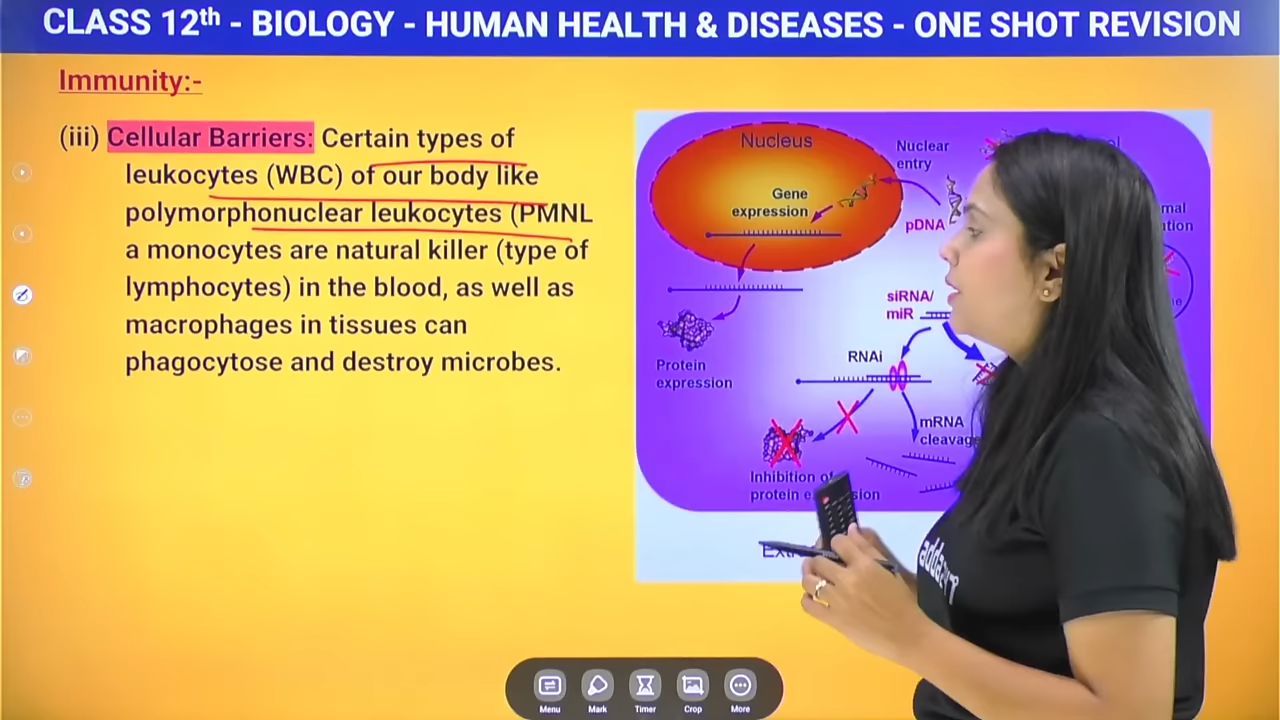 CLASS 12th - BIOLOGY - HUMAN HEALTH & DISEASES - ONE SHOT REVISION
Immunity:-
(iii) Cellular Barriers: Certain types of
leukocytes (WBC) of our body like
polymorphonuclear leukocytes (PMNL
a monocytes are natural killer (type of
lymphocytes) in the blood, as well as
macrophages in tissues can
phagocytose and destroy microbes.
Nucleus
Nuclear
entry
Gene
expression
pDNA
siRNA/
miR
RNAi
Protein
expression
mRNA
cleavage
Inhibition of
protein expression
Menu
Mark
Timer
Crop
More